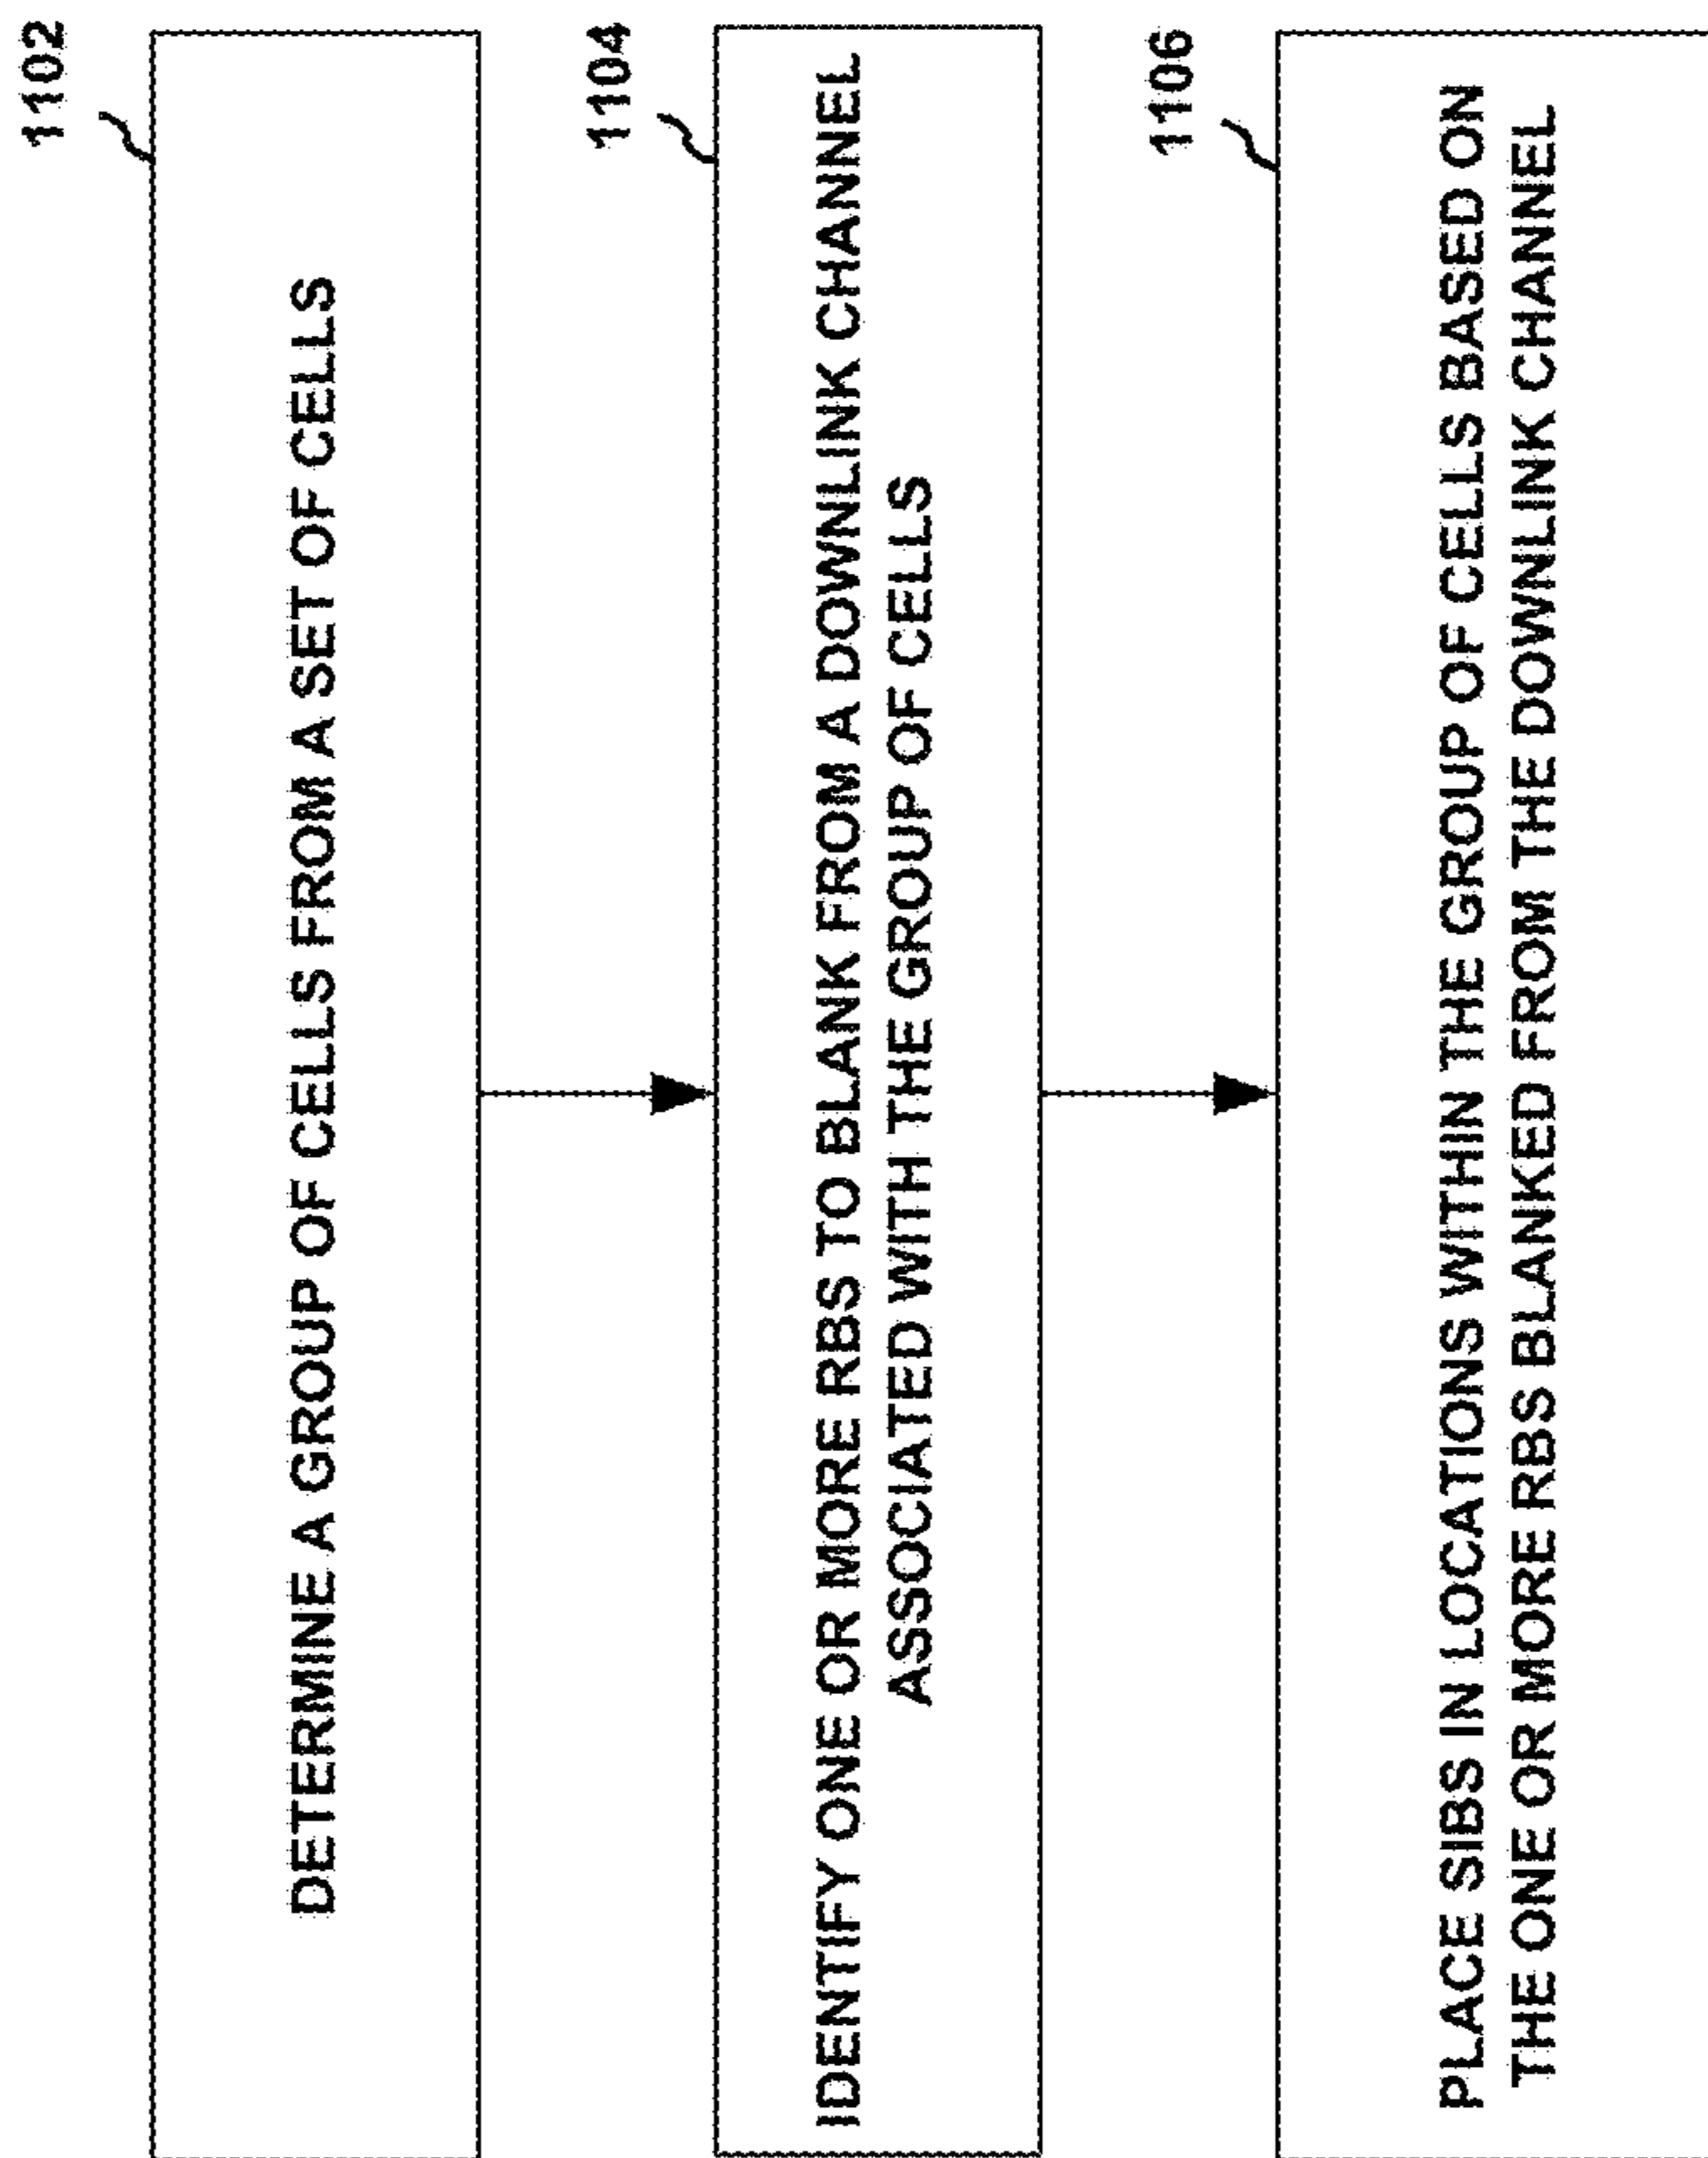 1102
DETERMINE A GROUP OF CELLS FROM A SET OF CELLS
1104
IDENTIFY ONE OR MORE RBS TO BLANK FROM A DOWNLINK CHANNEL
ASSOCIATED WITH THE GROUP OF CELLS
1106
PLACE SIBS IN LOCATIONS WITHIN THE GROUP OF CELLS BASED ON
THE ONE OR MORE RBS BLANKED FROM THE DOWNLINK CHANNEL